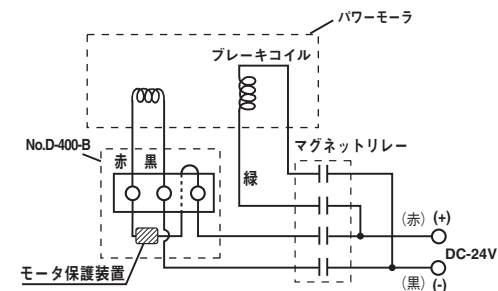 パワーモーラ
ブレーキコイル
No.D-400-B
赤 黒
マグネットリレー
緑
(赤) (+)
DC-24V
モータ保護装置
(黒) (-)